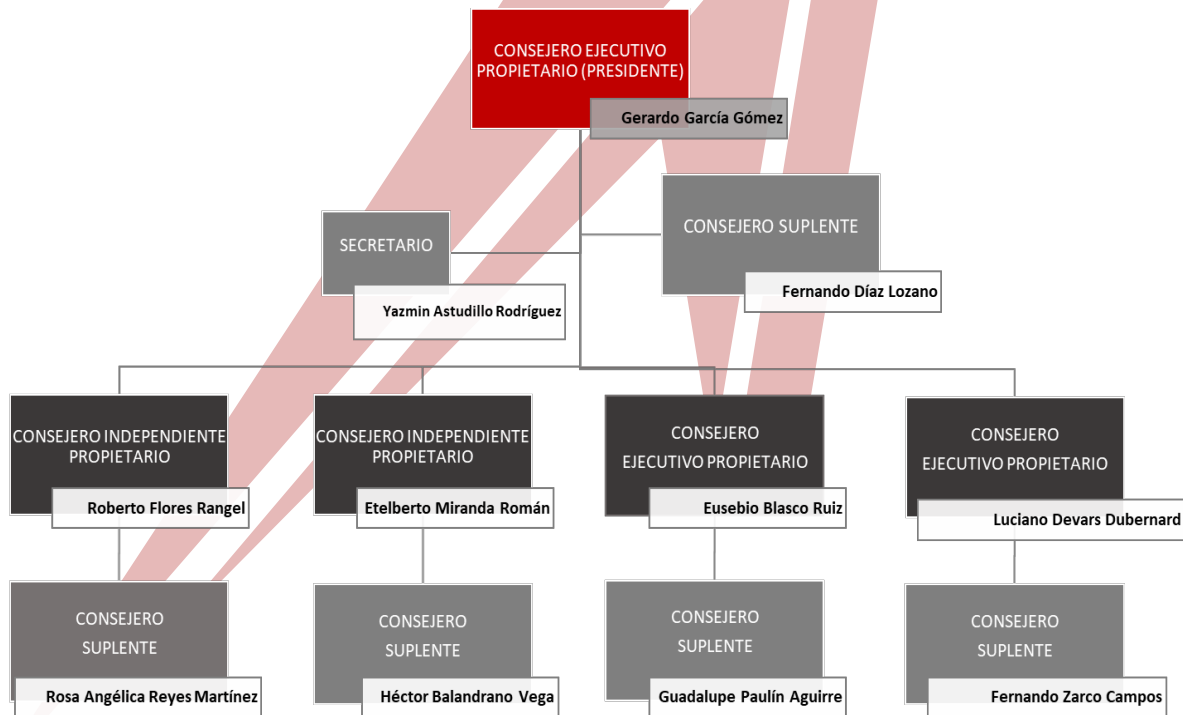 CONSEJERO EJECUTIVO
PROPIETARIO (PRESIDENTE)
Gerardo García Gómez
SECRETARIO
Yazmin Astudillo Rodríguez
CONSEJERO SUPLENTE
Fernando Díaz Lozano
CONSEJERO INDEPENDIENTE
PROPIETARIO
Roberto Flores Rangel
CONSEJERO INDEPENDIENTE
PROPIETARIO
Etelberto Miranda Román
CONSEJERO
EJECUTIVO PROPIETARIO
Eusebio Blasco Ruiz
CONSEJERO
EJECUTIVO PROPIETARIO
Luciano Devars Dubernard
CONSEJERO
SUPLENTE
Rosa Angélica Reyes Martínez
CONSEJERO
SUPLENTE
Héctor Balandrano Vega
CONSEJERO
SUPLENTE
Guadalupe Paulín Aguirre
CONSEJERO
SUPLENTE
Fernando Zarco Campos